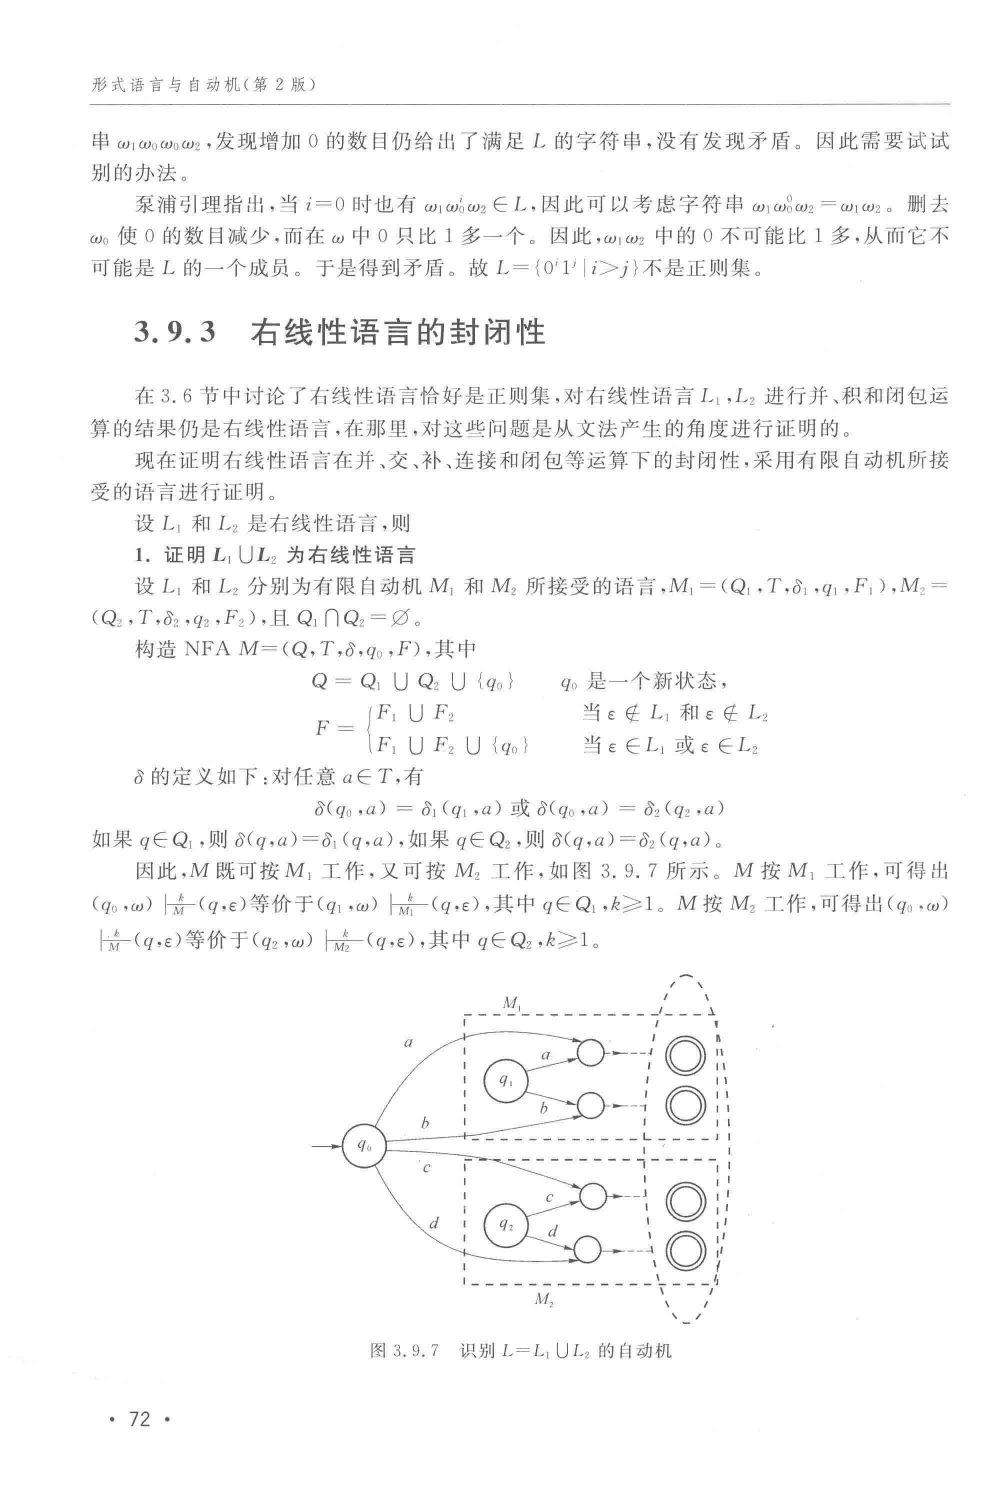 形式语言与自动机(第2版)
串 ω₁ω₀ω₀ω₂,发现增加 0 的数目仍给出了满足 L 的字符串,没有发现矛盾。因此需要试试
别的办法。
泵浦引理指出,当 i=0 时也有 ω₁ω₀ⁱω₂∈L,因此可以考虑字符串 ω₁ω₀⁰ω₂=ω₁ω₂。删去
ω₀ 使 0 的数目减少,而在 ω 中 0 只比 1 多一个。因此,ω₁ω₂ 中的 0 不可能比 1 多,从而它不
可能是 L 的一个成员。于是得到矛盾。故 L={0ⁱ1ʲ|i>j}不是正则集。
3.9.3 右线性语言的封闭性
在 3.6 节中讨论了右线性语言恰好是正则集,对右线性语言 L₁,L₂ 进行并、积和闭包运
算的结果仍是右线性语言,在那里,对这些问题是从文法产生的角度进行证明的。
现在证明右线性语言在并、交、补、连接和闭包等运算下的封闭性,采用有限自动机所接
受的语言进行证明。
设 L₁ 和 L₂ 是右线性语言,则
1. 证明 L₁∪L₂ 为右线性语言
设 L₁ 和 L₂ 分别为有限自动机 M₁ 和 M₂ 所接受的语言,M₁=(Q₁,T,δ₁,q₁,F₁),M₂=
(Q₂,T,δ₂,q₂,F₂),且 Q₁∩Q₂=∅。
构造 NFA M=(Q,T,δ,q₀,F),其中
Q = Q₁ ∪ Q₂ ∪ {q₀} q₀ 是一个新状态,
F = { F₁ ∪ F₂ 当 ε ∉ L₁ 和 ε ∉ L₂
F₁ ∪ F₂ ∪ {q₀} 当 ε ∈L₁ 或 ε ∈L₂
δ 的定义如下:对任意 a∈T,有
δ(q₀,a) = δ₁(q₁,a) 或 δ(q₀,a) = δ₂(q₂,a)
如果 q∈Q₁,则 δ(q,a)=δ₁(q,a),如果 q∈Q₂,则 δ(q,a)=δ₂(q,a)。
因此,M 既可按 M₁ 工作,又可按 M₂ 工作,如图 3.9.7 所示。M 按 M₁ 工作,可得出
(q₀,ω) ⊢ᵏ_M (q,ε)等价于(q₁,ω) ⊢ᵏ_M₁ (q,ε),其中 q∈Q₁,k≥1。M 按 M₂ 工作,可得出(q₀,ω)
⊢ᵏ_M (q,ε)等价于(q₂,ω) ⊢ᵏ_M₂ (q,ε),其中 q∈Q₂,k≥1。
M₁
a
a
q₁
b
b
q₀
c
c
q₂
d
d
M₂
图 3.9.7 识别 L=L₁∪L₂ 的自动机
· 72 ·